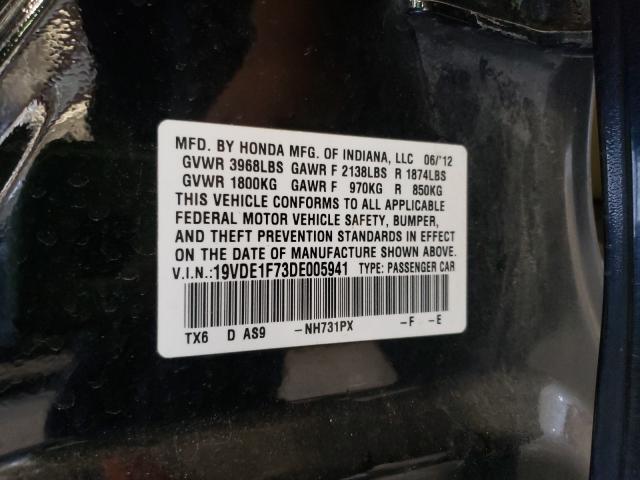 MFD. BY HONDA MFG. OF INDIANA, LLC 06/'12
GVWR 3968LBS GAWR F 2138LBS R 1874LBS
GVWR 1800KG GAWR F 970KG R 850KG
THIS VEHICLE CONFORMS TO ALL APPLICABLE
FEDERAL MOTOR VEHICLE SAFETY, BUMPER,
AND THEFT PREVENTION STANDARDS IN EFFECT
ON THE DATE OF MANUFACTURE SHOWN ABOVE.
V.I.N.:19VDE1F73DE005941 TYPE: PASSENGER CAR
TX6 D AS9 -NH731PX -F -E